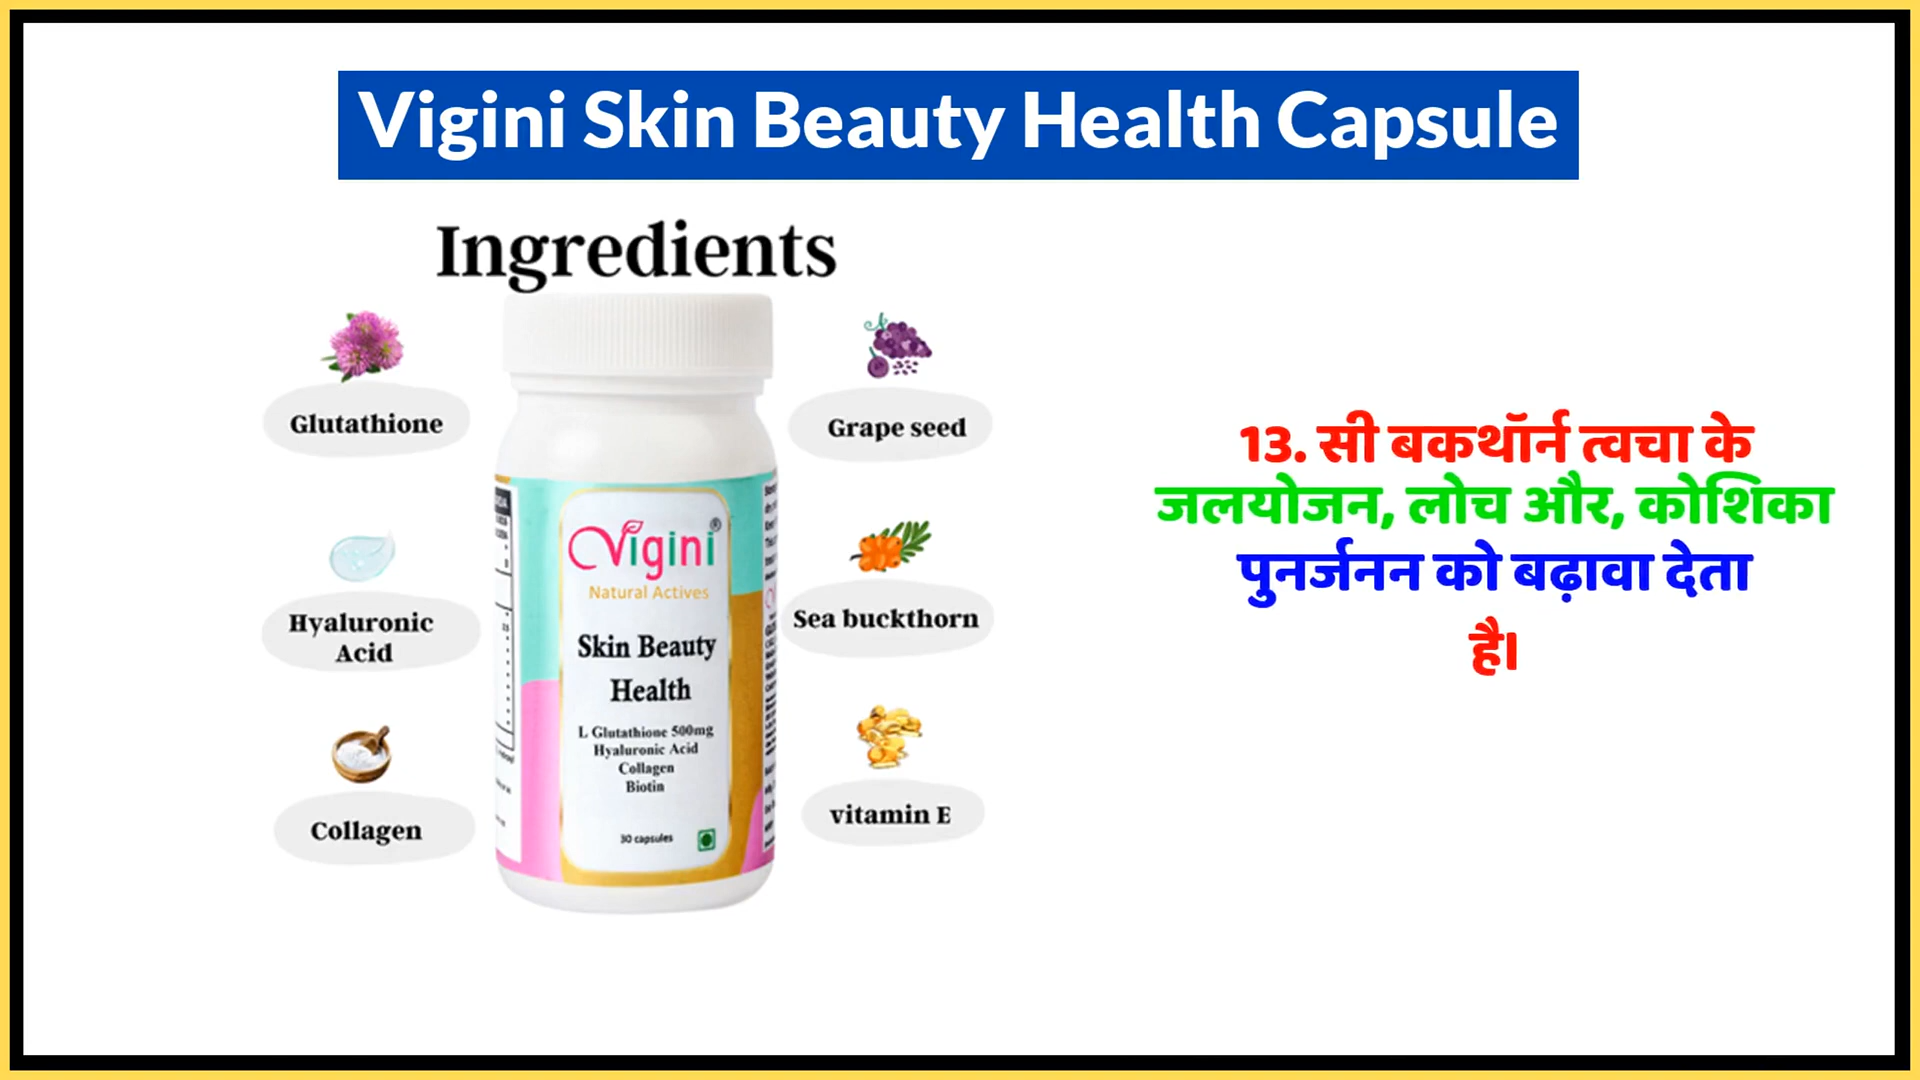 Vigini Skin Beauty Health Capsule
Ingredients
Glutathione
Grape seed
Hyaluronic
Acid
Sea buckthorn
Collagen
vitamin E
Vigini®
Natural Actives
Skin Beauty
Health
L Glutathione 500mg
Hyaluronic Acid
Collagen
Biotin
30 capsules
13. सी बकथॉर्न त्वचा के
जलयोजन, लोच और, कोशिका
पुनर्जनन को बढ़ावा देता
है।